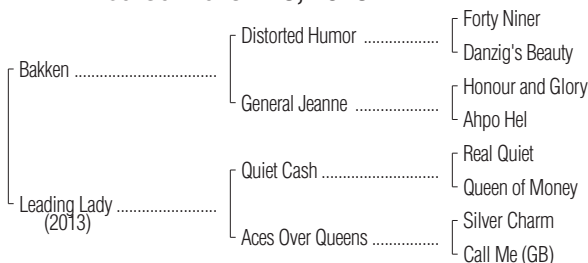 Forty Niner
Distorted Humor ..................
Danzig's Beauty
Bakken ..................................
Honour and Glory
General Jeanne ....................
Ahpo Hel
Real Quiet
Quiet Cash ............................
Queen of Money
Leading Lady ........................
(2013)
Silver Charm
Aces Over Queens ................
Call Me (GB)